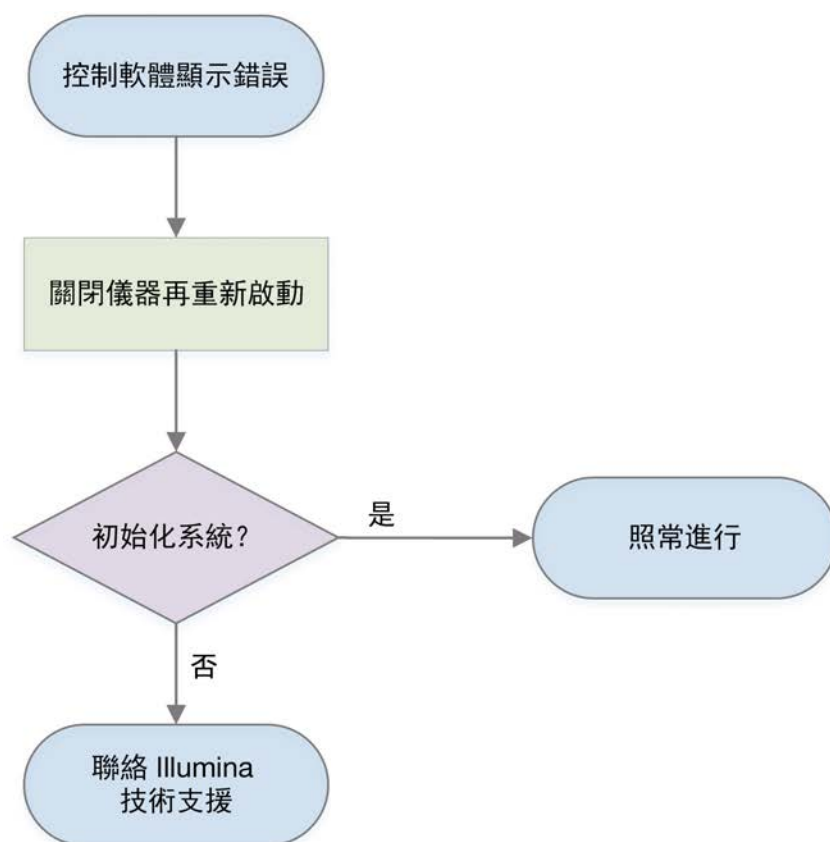 控制軟體顯示錯誤
關閉儀器再重新啟動
初始化系統?
是
照常進行
否
聯絡 Illumina
技術支援